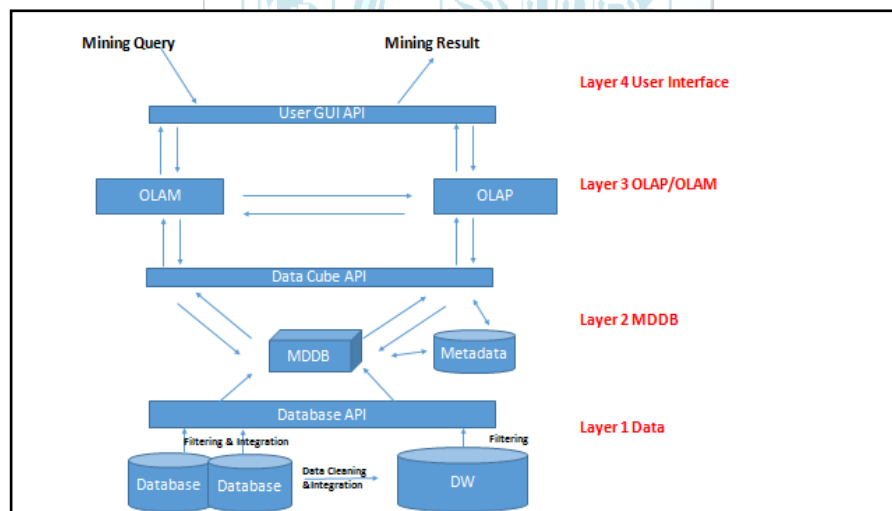 Mining Query
Mining Result
Layer 4 User Interface
User GUI API
OLAM
OLAP
Layer 3 OLAP/OLAM
Data Cube API
Layer 2 MDDB
MDDB
Metadata
Database API
Layer 1 Data
Filtering & Integration
Filtering
Database
Database
Data Cleaning
&Integration
DW